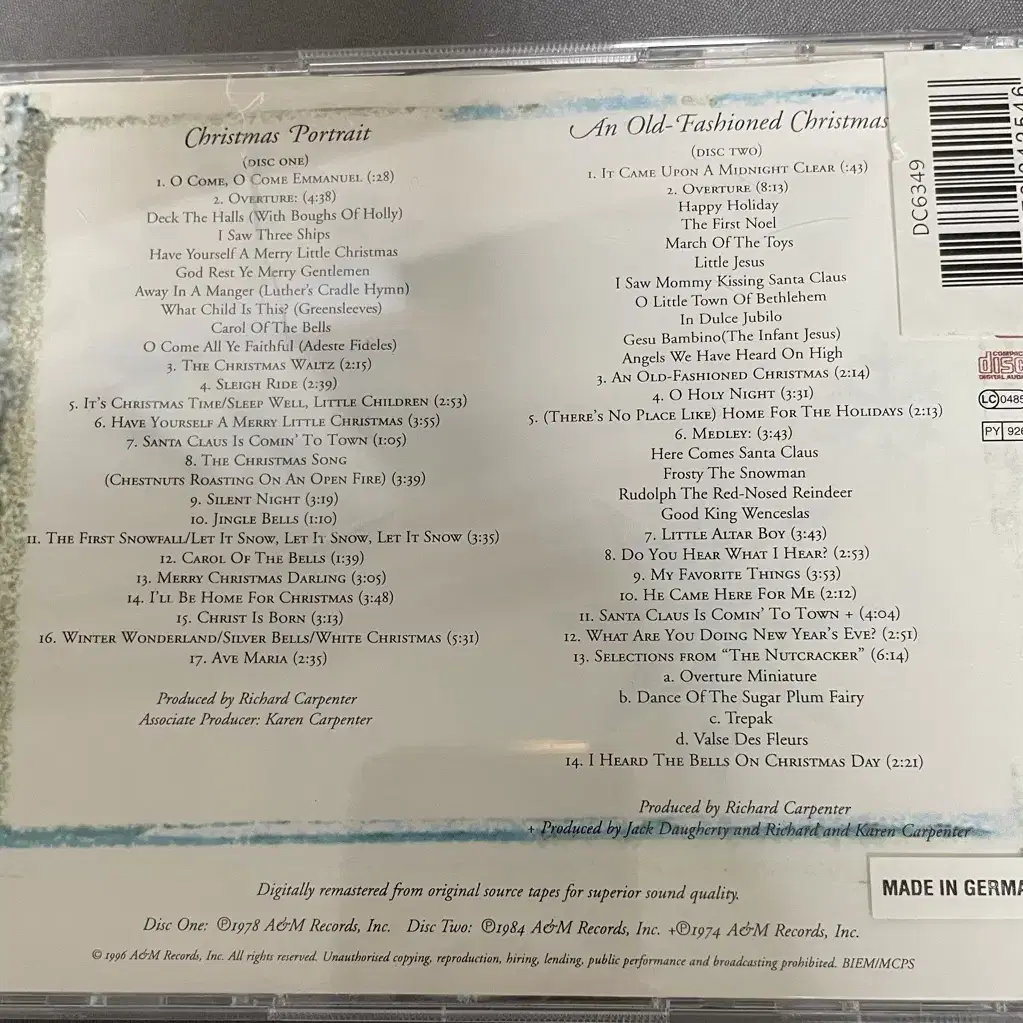 Christmas Portrait
(DISC ONE)
1. O COME, O COME EMMANUEL (:28)
2. OVERTURE: (4:38)
Deck The Halls (With Boughs Of Holly)
I Saw Three Ships
Have Yourself A Merry Little Christmas
God Rest Ye Merry Gentlemen
Away In A Manger (Luther's Cradle Hymn)
What Child Is This? (Greensleeves)
Carol Of The Bells
O Come All Ye Faithful (Adeste Fideles)
3. THE CHRISTMAS WALTZ (2:15)
4. SLEIGH RIDE (2:39)
5. IT'S CHRISTMAS TIME/SLEEP WELL, LITTLE CHILDREN (2:53)
6. HAVE YOURSELF A MERRY LITTLE CHRISTMAS (3:55)
7. SANTA CLAUS IS COMIN' TO TOWN (1:05)
8. THE CHRISTMAS SONG
(CHESTNUTS ROASTING ON AN OPEN FIRE) (3:39)
9. SILENT NIGHT (3:19)
10. JINGLE BELLS (1:10)
11. THE FIRST SNOWFALL/LET IT SNOW, LET IT SNOW, LET IT SNOW (3:35)
12. CAROL OF THE BELLS (1:39)
13. MERRY CHRISTMAS DARLING (3:05)
14. I'LL BE HOME FOR CHRISTMAS (3:48)
15. CHRIST IS BORN (3:13)
16. WINTER WONDERLAND/SILVER BELLS/WHITE CHRISTMAS (5:31)
17. AVE MARIA (2:35)
Produced by Richard Carpenter
Associate Producer: Karen Carpenter
An Old-Fashioned Christmas
(DISC TWO)
1. IT CAME UPON A MIDNIGHT CLEAR (:43)
2. OVERTURE (8:13)
Happy Holiday
The First Noel
March Of The Toys
Little Jesus
I Saw Mommy Kissing Santa Claus
O Little Town Of Bethlehem
In Dulce Jubilo
Gesu Bambino(The Infant Jesus)
Angels We Have Heard On High
3. AN OLD-FASHIONED CHRISTMAS (2:14)
4. O HOLY NIGHT (3:31)
5. (THERE'S NO PLACE LIKE) HOME FOR THE HOLIDAYS (2:13)
6. MEDLEY: (3:43)
Here Comes Santa Claus
Frosty The Snowman
Rudolph The Red-Nosed Reindeer
Good King Wenceslas
7. LITTLE ALTAR BOY (3:43)
8. DO YOU HEAR WHAT I HEAR? (2:53)
9. MY FAVORITE THINGS (3:53)
10. HE CAME HERE FOR ME (2:12)
11. SANTA CLAUS IS COMIN' TO TOWN + (4:04)
12. WHAT ARE YOU DOING NEW YEAR'S EVE? (2:51)
13. SELECTIONS FROM "THE NUTCRACKER" (6:14)
a. Overture Miniature
b. Dance Of The Sugar Plum Fairy
c. Trepak
d. Valse Des Fleurs
14. I HEARD THE BELLS ON CHRISTMAS DAY (2:21)
Produced by Richard Carpenter
+ Produced by Jack Daugherty and Richard and Karen Carpenter
DC6349
COMPACT
disc
DIGITAL AUDIO
LC 0485
PY 926
MADE IN GERMA
Digitally remastered from original source tapes for superior sound quality.
Disc One: ℗1978 A&M Records, Inc. Disc Two: ℗1984 A&M Records, Inc. +℗1974 A&M Records, Inc.
© 1996 A&M Records, Inc. All rights reserved. Unauthorised copying, reproduction, hiring, lending, public performance and broadcasting prohibited. BIEM/MCPS